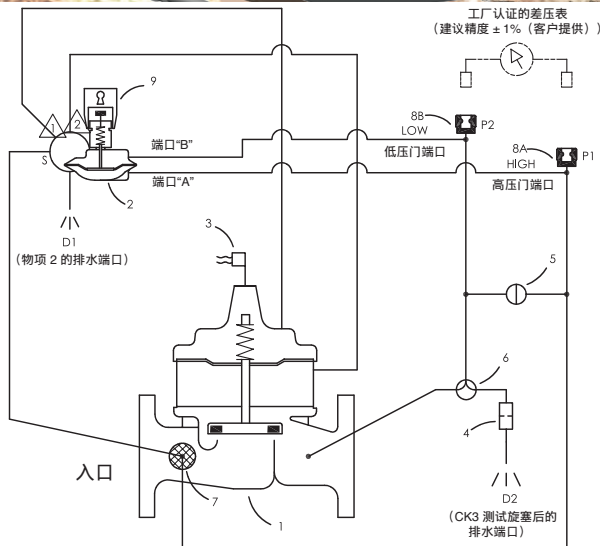 工厂认证的差压表
（建议精度 ± 1%（客户提供））
9
8B
LOW
P2
低压门端口
8A
HIGH
P1
高压门端口
1
2
S
端口“B”
端口“A”
2
D1
（物项 2 的排水端口）
3
5
6
4
入口
7
1
D2
（CK3 测试旋塞后的
排水端口）